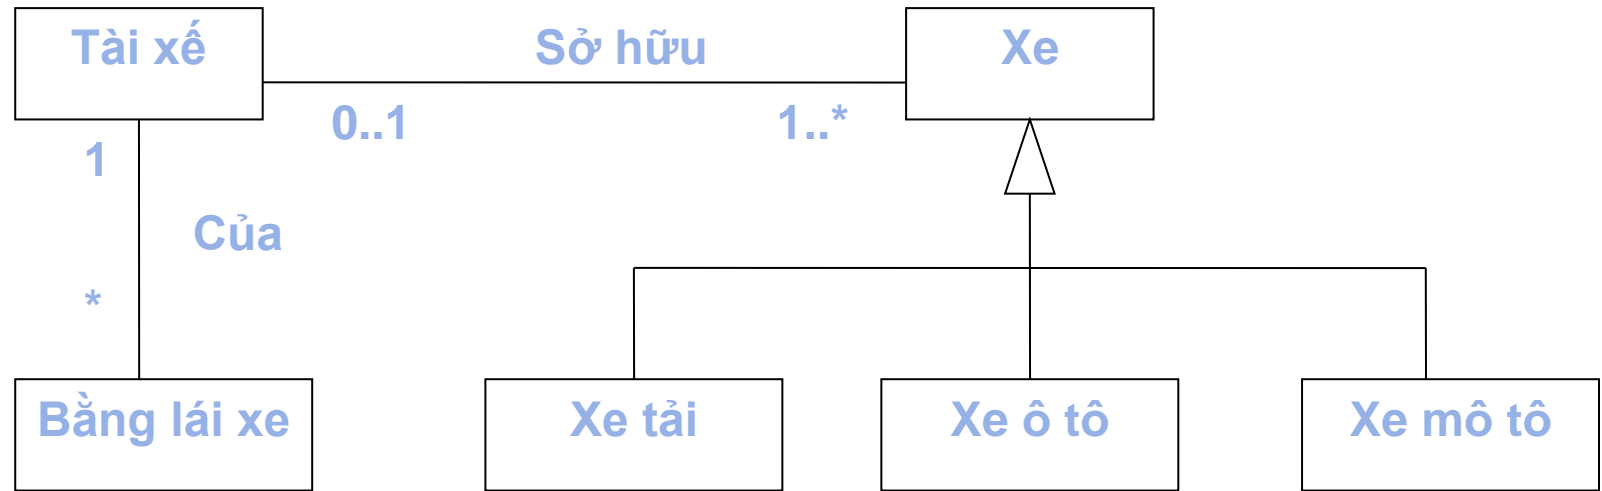 Tài xế
Sở hữu
Xe
0..1
1..*
1
Của
*
Bằng lái xe
Xe tải
Xe ô tô
Xe mô tô